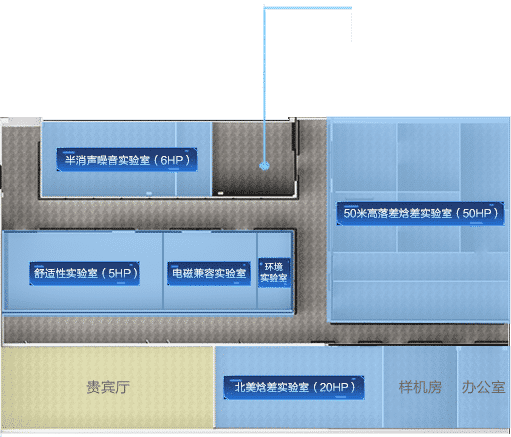 半消声噪音实验室（6HP）
50米高落差焓差实验室（50HP）
舒适性实验室（5HP）
电磁兼容实验室
环境
实验室
贵宾厅
北美焓差实验室（20HP）
样机房
办公室